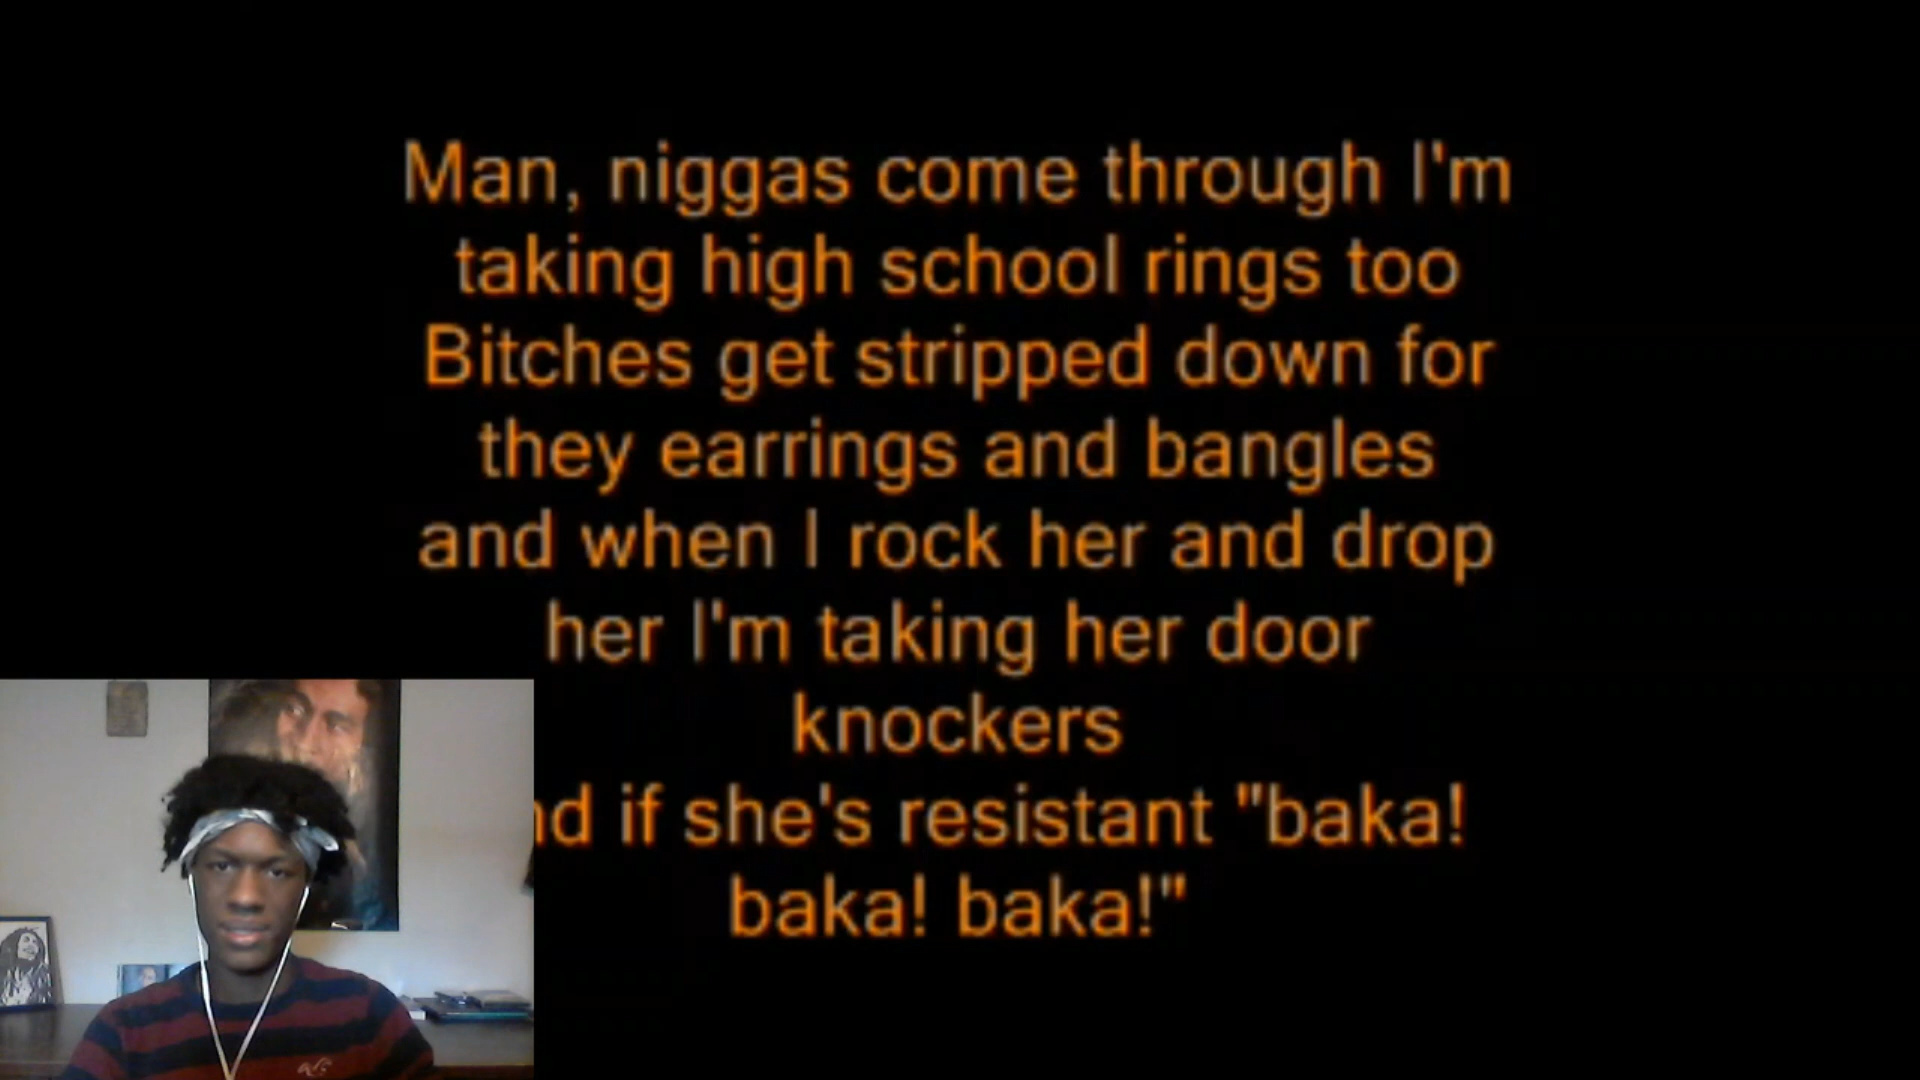 Man, niggas come through I'm
taking high school rings too
Bitches get stripped down for
they earrings and bangles
and when I rock her and drop
her I'm taking her door
knockers
nd if she's resistant "baka!
baka! baka!"